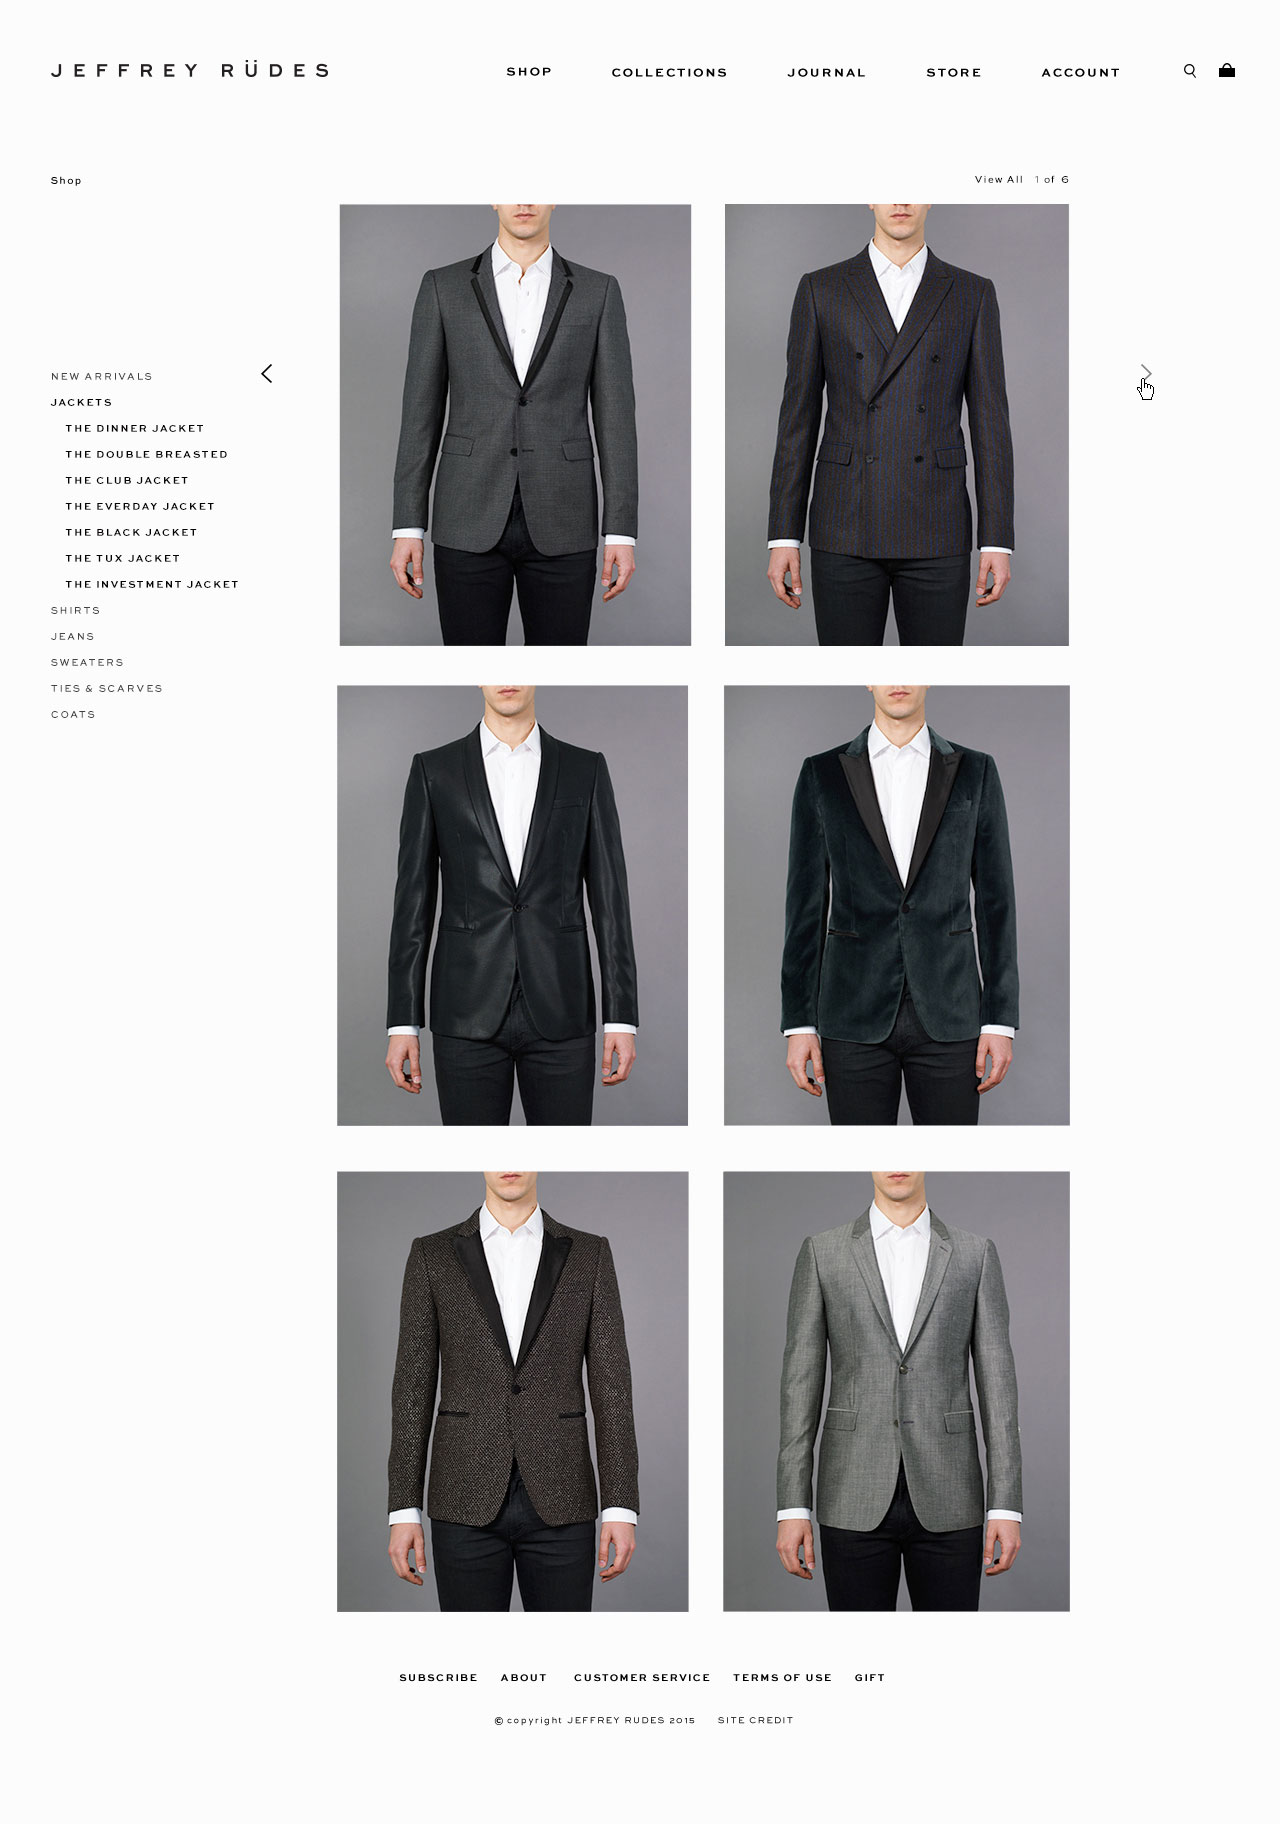 JEFFREY RÜDES
SHOP COLLECTIONS JOURNAL STORE ACCOUNT
Shop
View All 1 of 6
NEW ARRIVALS
JACKETS
THE DINNER JACKET
THE DOUBLE BREASTED
THE CLUB JACKET
THE EVERDAY JACKET
THE BLACK JACKET
THE TUX JACKET
THE INVESTMENT JACKET
SHIRTS
JEANS
SWEATERS
TIES & SCARVES
COATS
SUBSCRIBE ABOUT CUSTOMER SERVICE TERMS OF USE GIFT
© copyright JEFFREY RUDES 2015 SITE CREDIT